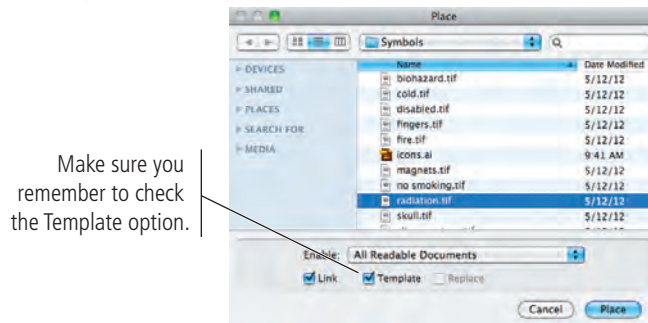 Place
Symbols
Name Date Modified
DEVICES
SHARED
PLACES
SEARCH FOR
MEDIA
biohazard.tif 5/12/12
cold.tif 5/12/12
disabled.tif 5/12/12
fingers.tif 5/12/12
fire.tif 5/12/12
icons.ai 9:41 AM
magnets.tif 5/12/12
no smoking.tif 5/12/12
radiation.tif 5/12/12
skull.tif 5/12/12
Make sure you
remember to check
the Template option.
Enable: All Readable Documents
Link Template Replace
Cancel Place